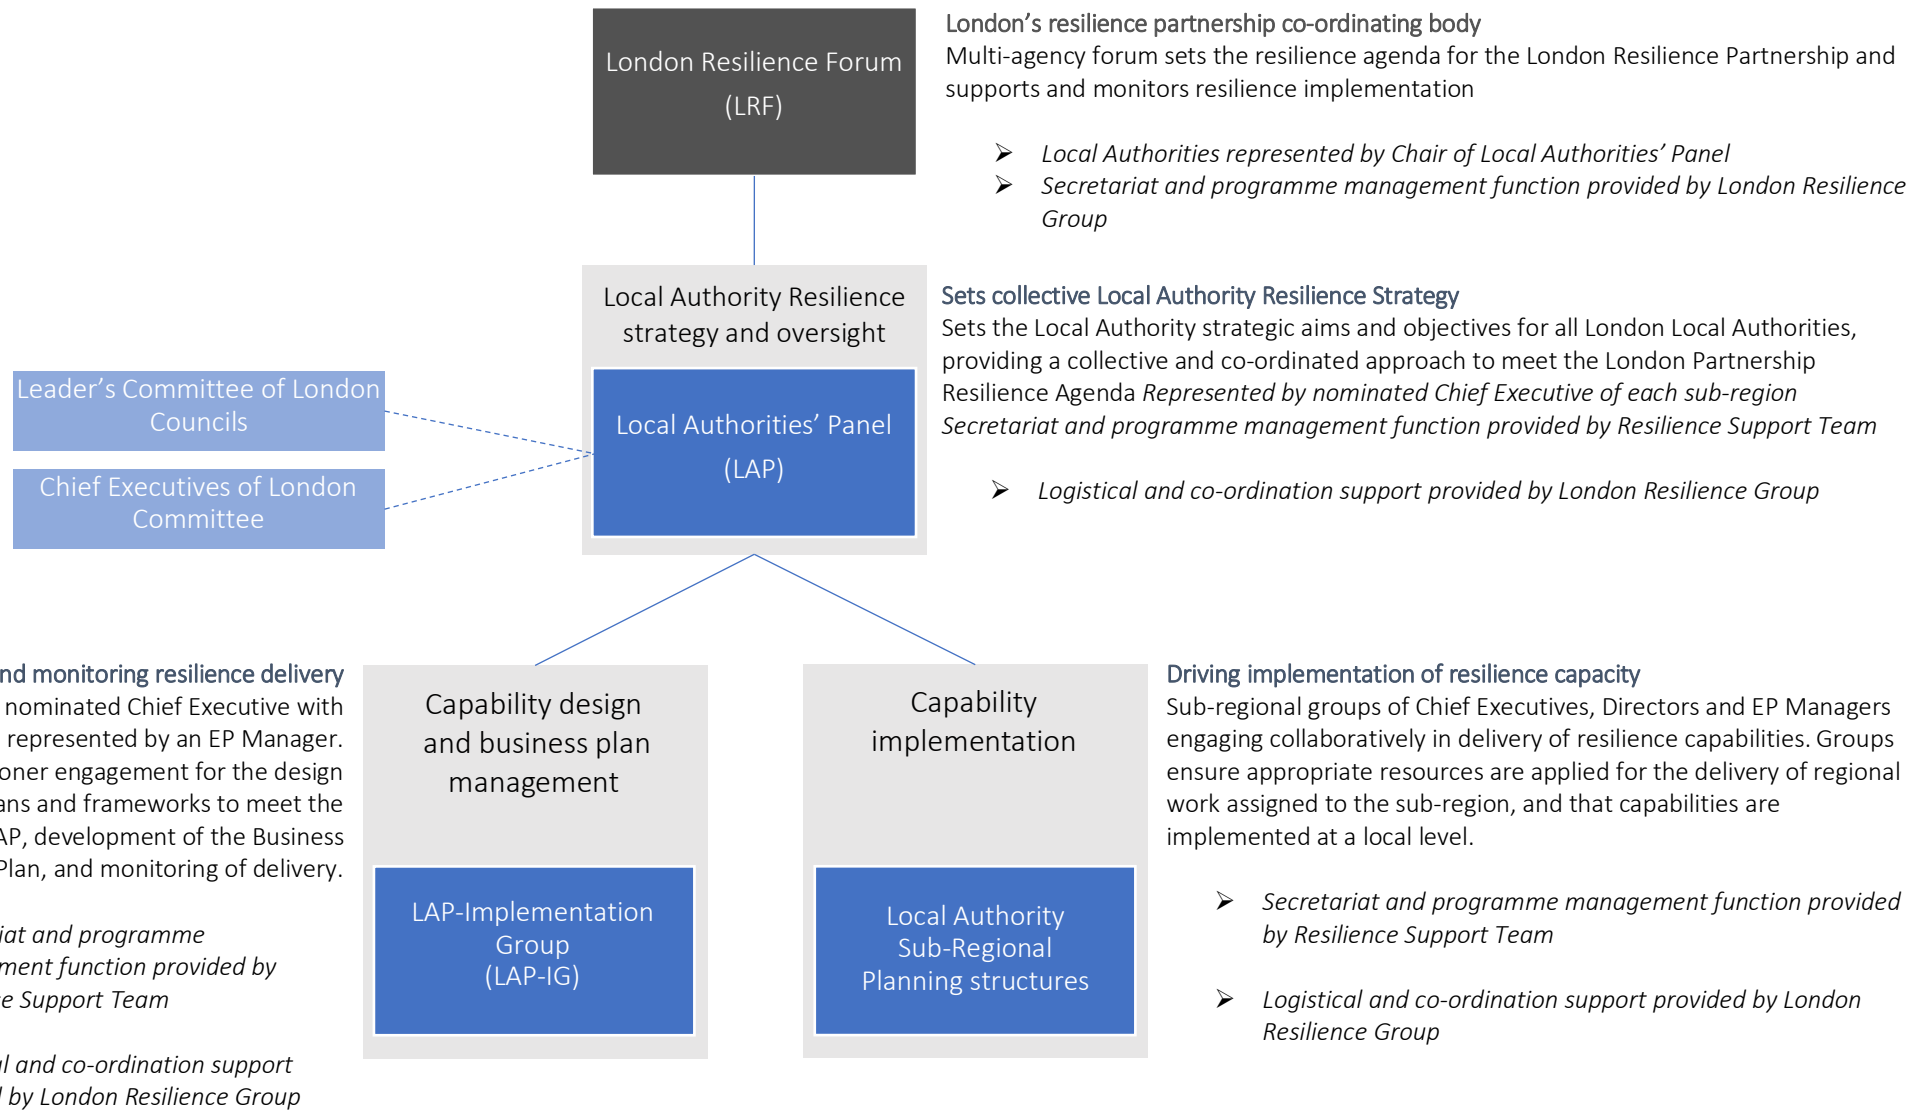 London Resilience Forum
(LRF)
London’s resilience partnership co-ordinating body
Multi-agency forum sets the resilience agenda for the London Resilience Partnership and
supports and monitors resilience implementation
➢ Local Authorities represented by Chair of Local Authorities’ Panel
➢ Secretariat and programme management function provided by London Resilience
Group
Local Authority Resilience
strategy and oversight
Local Authorities’ Panel
(LAP)
Sets collective Local Authority Resilience Strategy
Sets the Local Authority strategic aims and objectives for all London Local Authorities,
providing a collective and co-ordinated approach to meet the London Partnership
Resilience Agenda Represented by nominated Chief Executive of each sub-region
Secretariat and programme management function provided by Resilience Support Team
➢ Logistical and co-ordination support provided by London Resilience Group
Leader’s Committee of London
Councils
Chief Executives of London
Committee
nd monitoring resilience delivery
nominated Chief Executive with
represented by an EP Manager.
oner engagement for the design
ans and frameworks to meet the
AP, development of the Business
Plan, and monitoring of delivery.
iat and programme
ment function provided by
ce Support Team
al and co-ordination support
d by London Resilience Group
Capability design
and business plan
management
LAP-Implementation
Group
(LAP-IG)
Capability
implementation
Local Authority
Sub-Regional
Planning structures
Driving implementation of resilience capacity
Sub-regional groups of Chief Executives, Directors and EP Managers
engaging collaboratively in delivery of resilience capabilities. Groups
ensure appropriate resources are applied for the delivery of regional
work assigned to the sub-region, and that capabilities are
implemented at a local level.
➢ Secretariat and programme management function provided
by Resilience Support Team
➢ Logistical and co-ordination support provided by London
Resilience Group